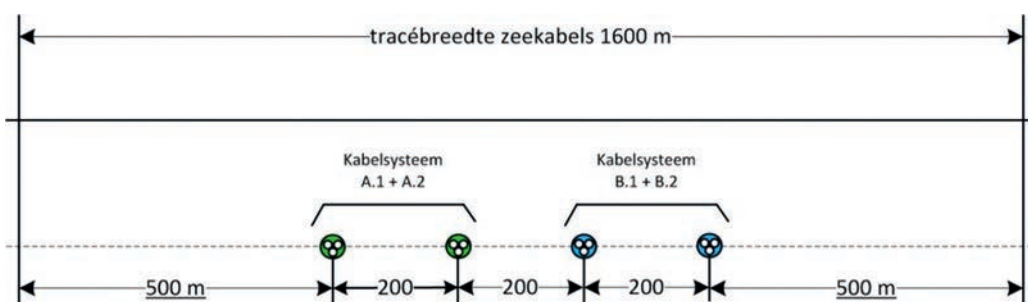 tracébreedte zeekabels 1600 m
Kabelsysteem
A.1 + A.2
Kabelsysteem
B.1 + B.2
500 m 200 200 200 500 m